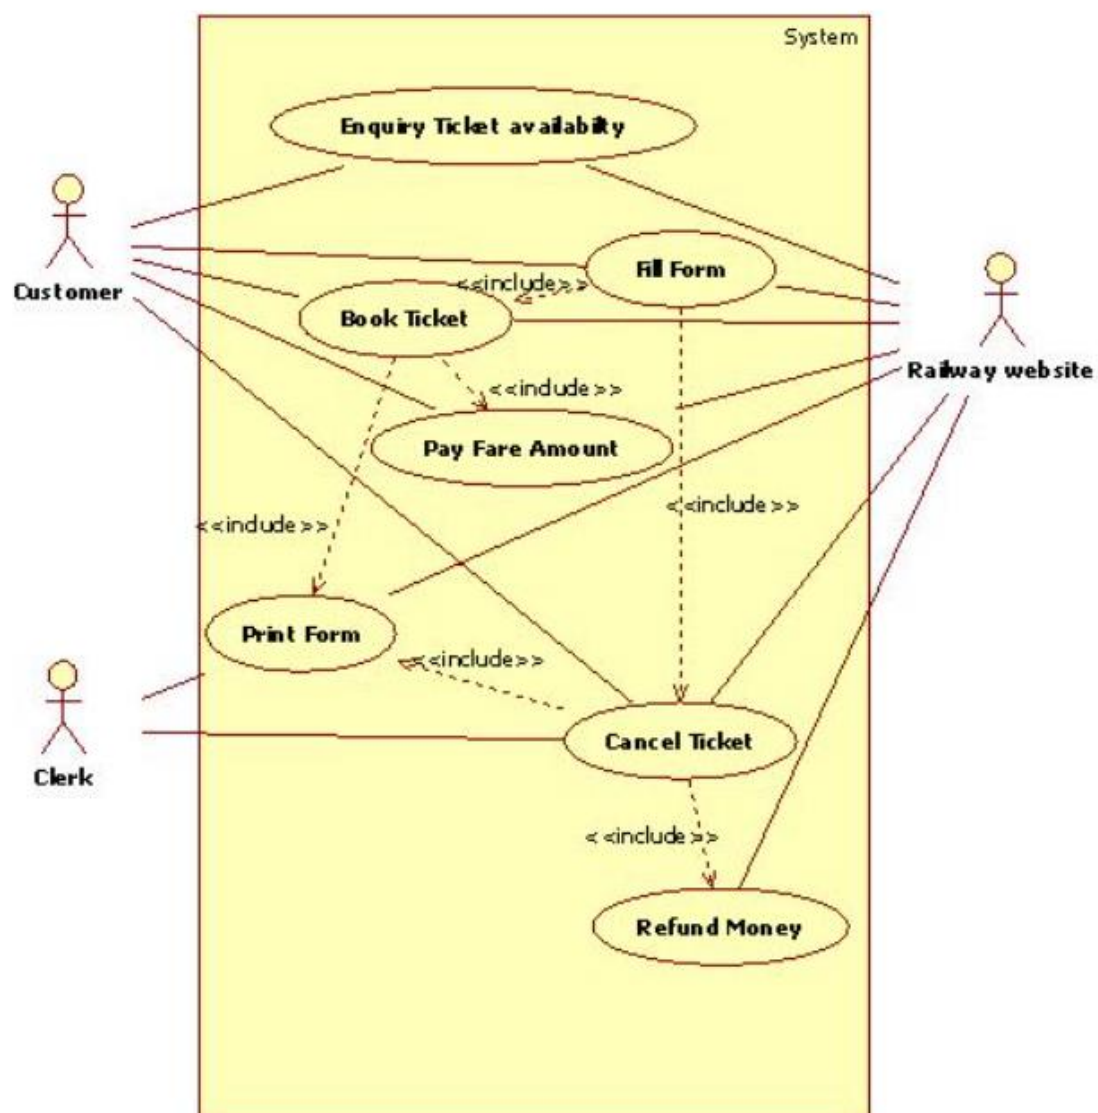 System
Enquiry Ticket availabilty
Fill Form
Customer
<<include>>
Book Ticket
Railway website
<<include>>
Pay Fare Amount
<<include>>
<<include>>
Print Form
<<include>>
Cancel Ticket
Clerk
<<include>>
Refund Money